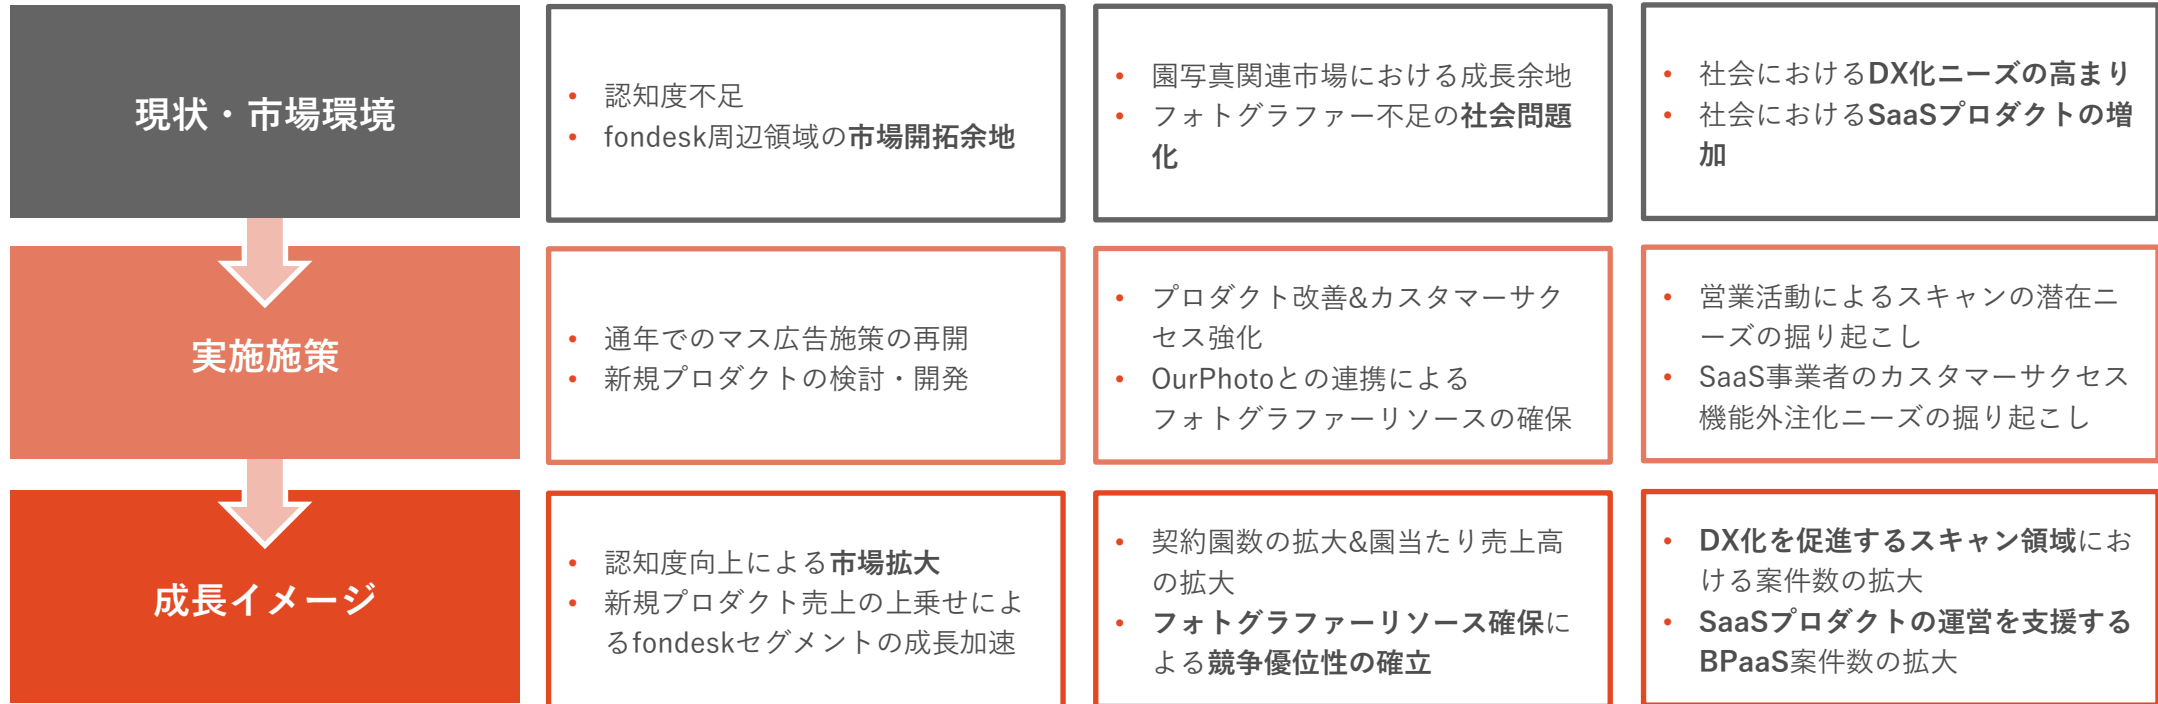 現状・市場環境
• 認知度不足
• fondesk周辺領域の市場開拓余地
• 園写真関連市場における成長余地
• フォトグラファー不足の社会問題
化
• 社会におけるDX化ニーズの高まり
• 社会におけるSaaSプロダクトの増
加
実施施策
• 通年でのマス広告施策の再開
• 新規プロダクトの検討・開発
• プロダクト改善&カスタマーサク
セス強化
• OurPhotoとの連携による
フォトグラファーリソースの確保
• 営業活動によるスキャンの潜在ニ
ーズの掘り起こし
• SaaS事業者のカスタマーサクセス
機能外注化ニーズの掘り起こし
成長イメージ
• 認知度向上による市場拡大
• 新規プロダクト売上の上乗せによ
るfondeskセグメントの成長加速
• 契約園数の拡大&園当たり売上高
の拡大
• フォトグラファーリソース確保に
よる競争優位性の確立
• DX化を促進するスキャン領域にお
ける案件数の拡大
• SaaSプロダクトの運営を支援する
BPaaS案件数の拡大